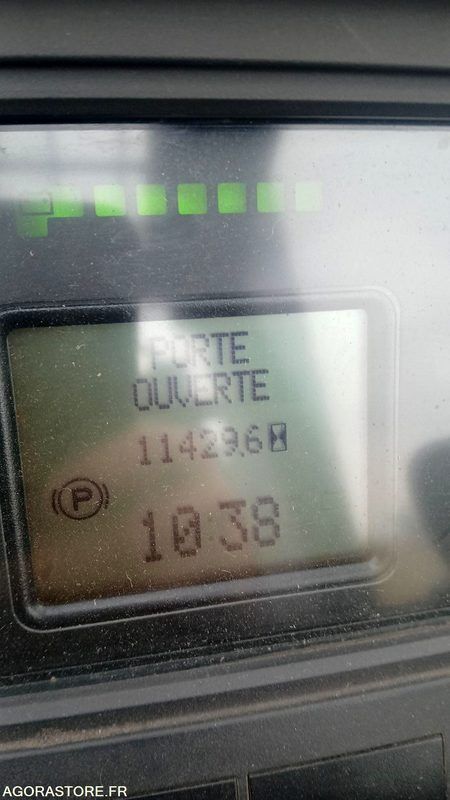 PORTE
OUVERTE
11429.6
P
10:38
AGORASTORE.FR